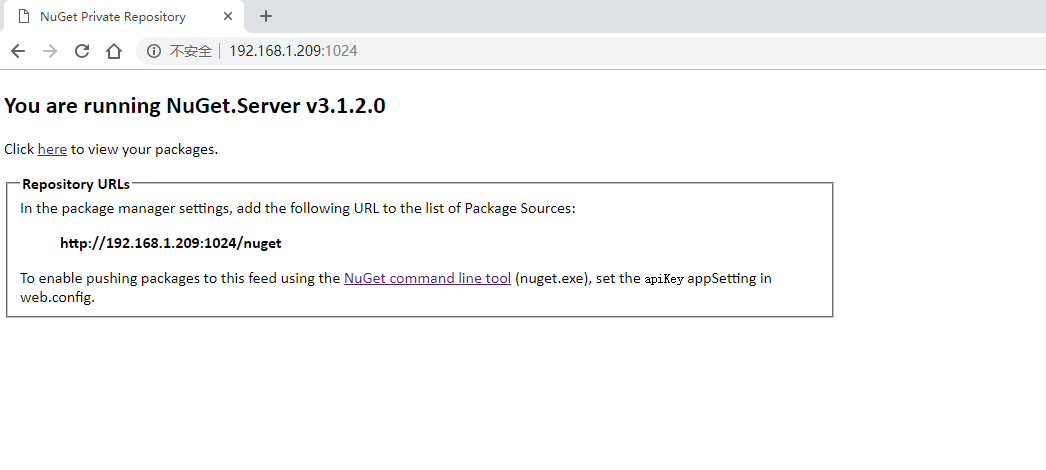 NuGet Private Repository
不安全 192.168.1.209:1024
You are running NuGet.Server v3.1.2.0
Click here to view your packages.
Repository URLs
In the package manager settings, add the following URL to the list of Package Sources:
http://192.168.1.209:1024/nuget
To enable pushing packages to this feed using the NuGet command line tool (nuget.exe), set the apiKey appSetting in
web.config.